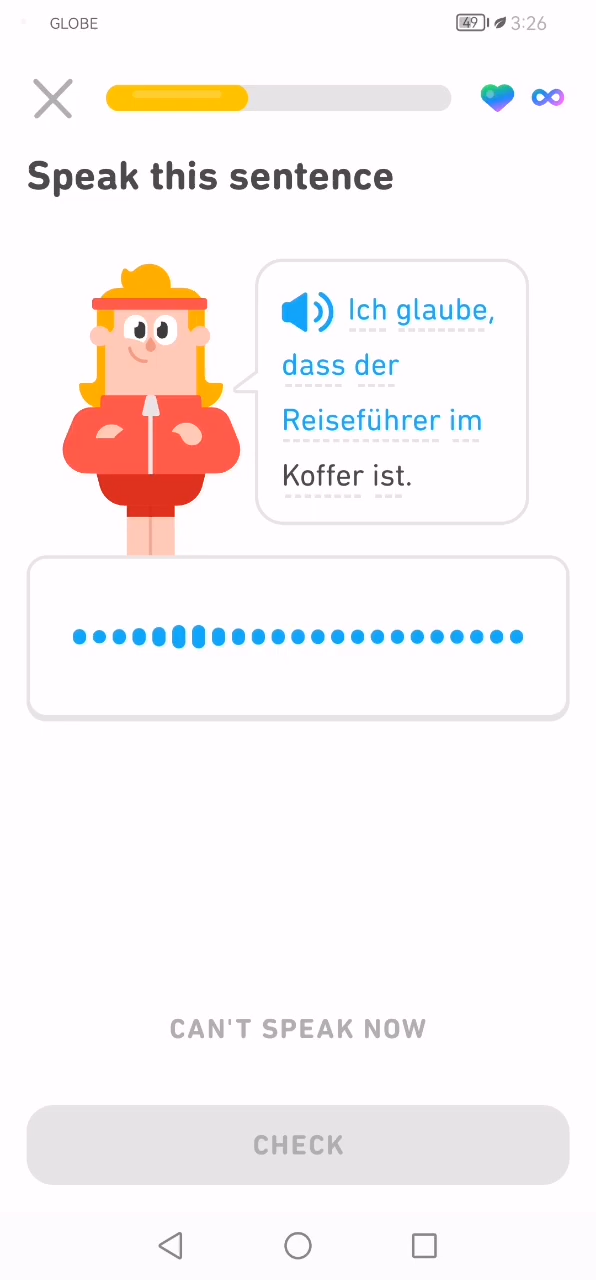 GLOBE
49 3:26
Speak this sentence
Ich glaube,
dass der
Reiseführer im
Koffer ist.
CAN'T SPEAK NOW
CHECK